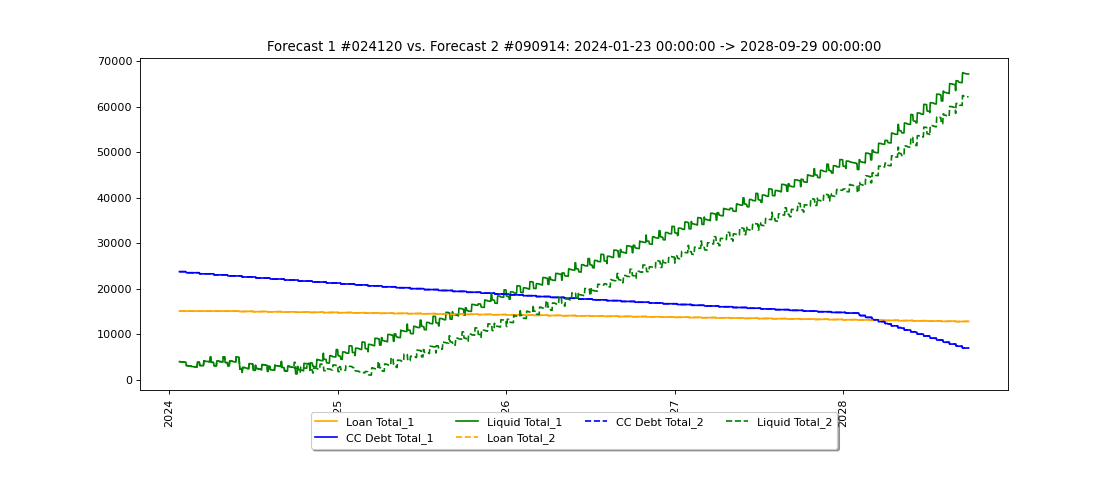 Forecast 1 #024120 vs. Forecast 2 #090914: 2024-01-23 00:00:00 -> 2028-09-29 00:00:00
70000
60000
50000
40000
30000
20000
10000
0
2024
25
26
27
2028
Loan Total_1
Liquid Total_1
CC Debt Total_2
Liquid Total_2
CC Debt Total_1
Loan Total_2